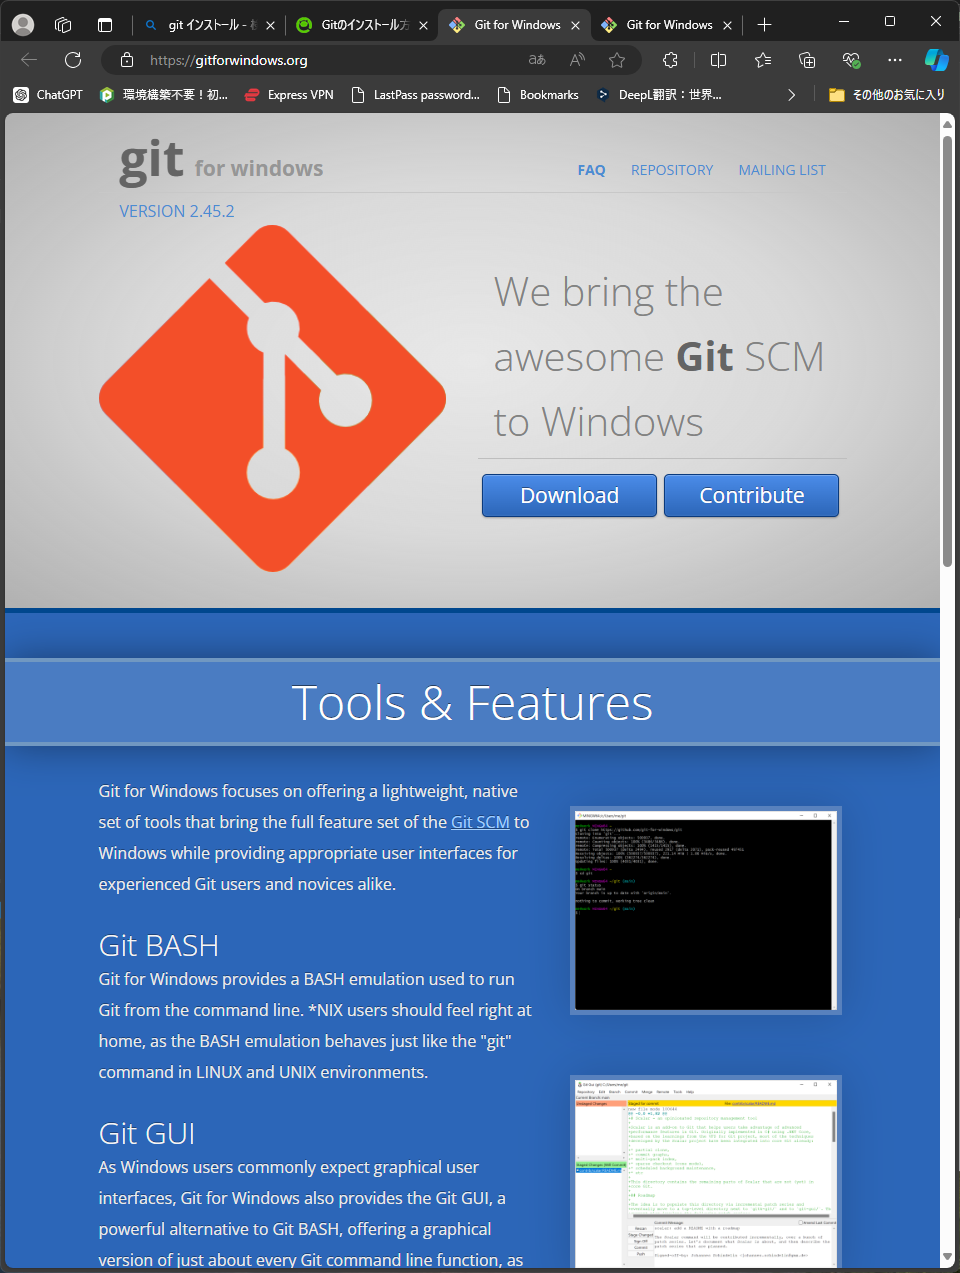 git インストール -
Gitのインストール方
Git for Windows
Git for Windows
https://gitforwindows.org
ChatGPT
環境構築不要！初...
Express VPN
LastPass password...
Bookmarks
DeepL翻訳：世界...
その他のお気に入り
git for windows
FAQ
REPOSITORY
MAILING LIST
VERSION 2.45.2
We bring the
awesome Git SCM
to Windows
Download
Contribute
Tools & Features
Git for Windows focuses on offering a lightweight, native
set of tools that bring the full feature set of the Git SCM to
Windows while providing appropriate user interfaces for
experienced Git users and novices alike.
Git BASH
Git for Windows provides a BASH emulation used to run
Git from the command line. *NIX users should feel right at
home, as the BASH emulation behaves just like the "git"
command in LINUX and UNIX environments.
Git GUI
As Windows users commonly expect graphical user
interfaces, Git for Windows also provides the Git GUI, a
powerful alternative to Git BASH, offering a graphical
version of just about every Git command line function, as